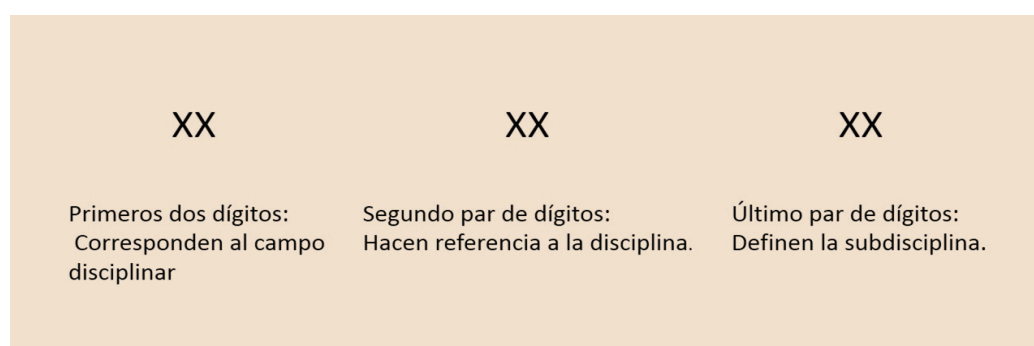 XX
XX
XX
Primeros dos dígitos:
Corresponden al campo
disciplinar
Segundo par de dígitos:
Hacen referencia a la disciplina.
Último par de dígitos:
Definen la subdisciplina.